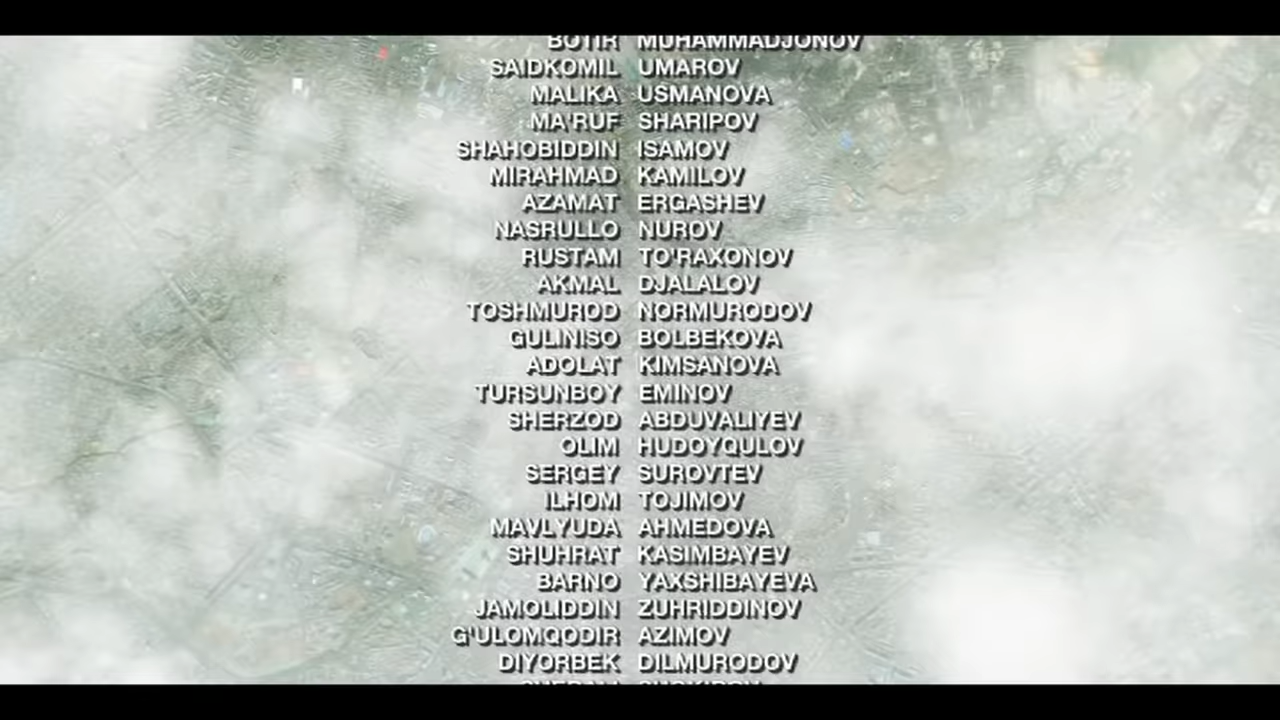 BOTIR MUHAMMADJONOV
SAIDKOMIL UMAROV
MALIKA USMANOVA
MA'RUF SHARIPOV
SHAHOBIDDIN ISAMOV
MIRAHMAD KAMILOV
AZAMAT ERGASHEV
NASRULLO NUROV
RUSTAM TO'RAXONOV
AKMAL DJALALOV
TOSHMUROD NORMURODOV
GULINISO BOLBEKOVA
ADOLAT KIMSANOVA
TURSUNBOY EMINOV
SHERZOD ABDUVALIYEV
OLIM HUDOYQULOV
SERGEY SUROVTEV
ILHOM TOJIMOV
MAVLYUDA AHMEDOVA
SHUHRAT KASIMBAYEV
BARNO YAXSHIBAYEVA
JAMOLIDDIN ZUHRIDDINOV
G'ULOMQODIR AZIMOV
DIYORBEK DILMURODOV